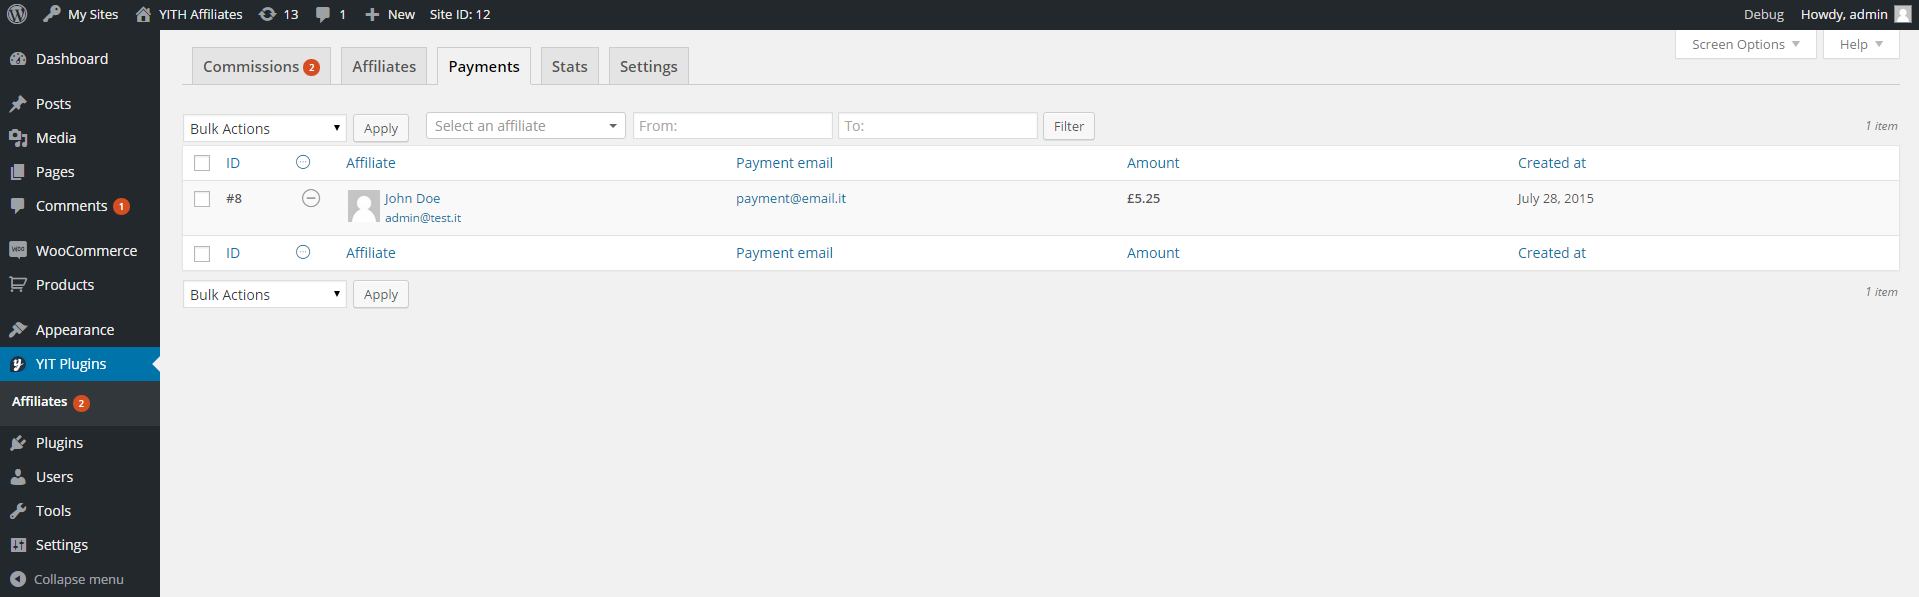 My Sites YITH Affiliates 13 1 New Site ID: 12 Debug Howdy, admin
Screen Options Help
Dashboard
Posts
Media
Pages
Comments 1
WooCommerce
Products
Appearance
YIT Plugins
Affiliates 2
Plugins
Users
Tools
Settings
Collapse menu
Commissions 2 Affiliates Payments Stats Settings
Bulk Actions Apply Select an affiliate From: To: Filter 1 item
ID Affiliate Payment email Amount Created at
#8 John Doe payment@email.it £5.25 July 28, 2015
admin@test.it
ID Affiliate Payment email Amount Created at
Bulk Actions Apply 1 item